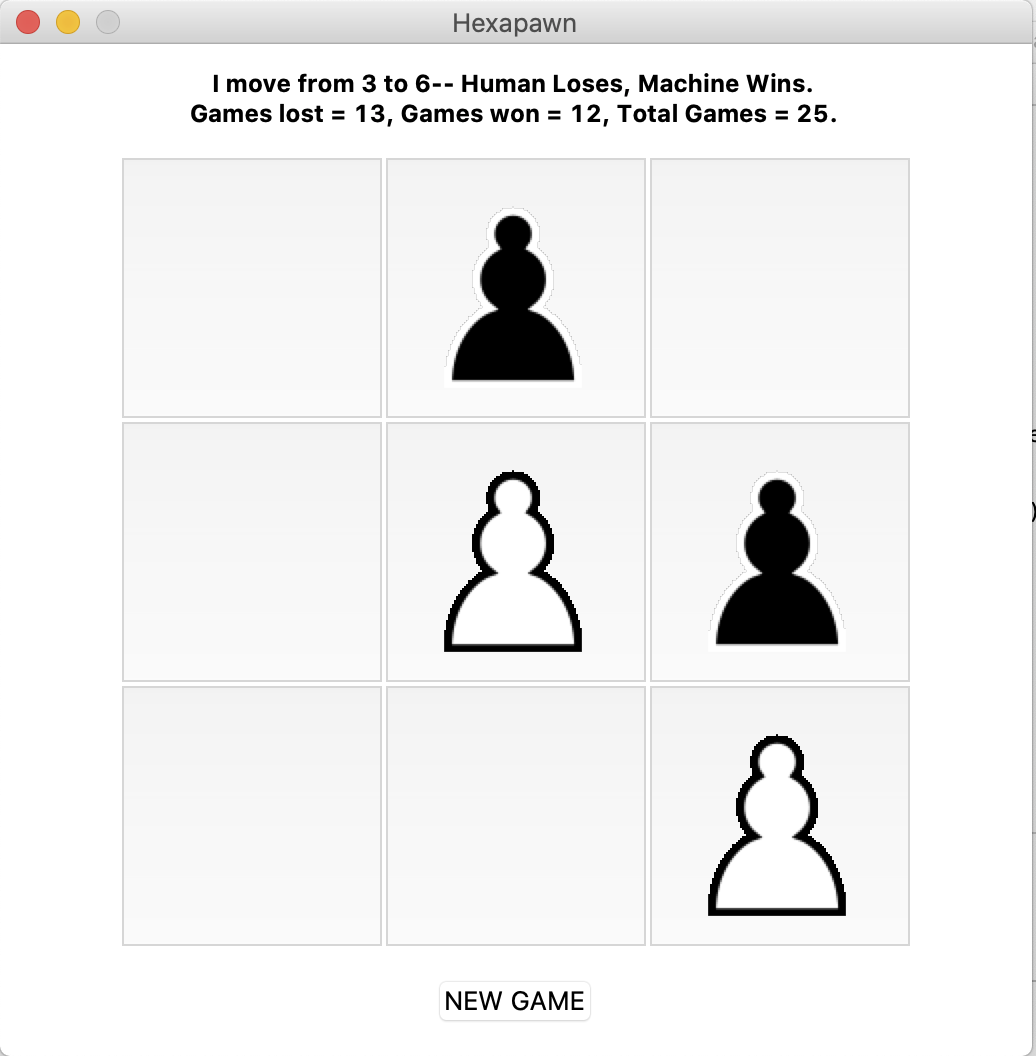 Hexapawn
I move from 3 to 6-- Human Loses, Machine Wins.
Games lost = 13, Games won = 12, Total Games = 25.
NEW GAME